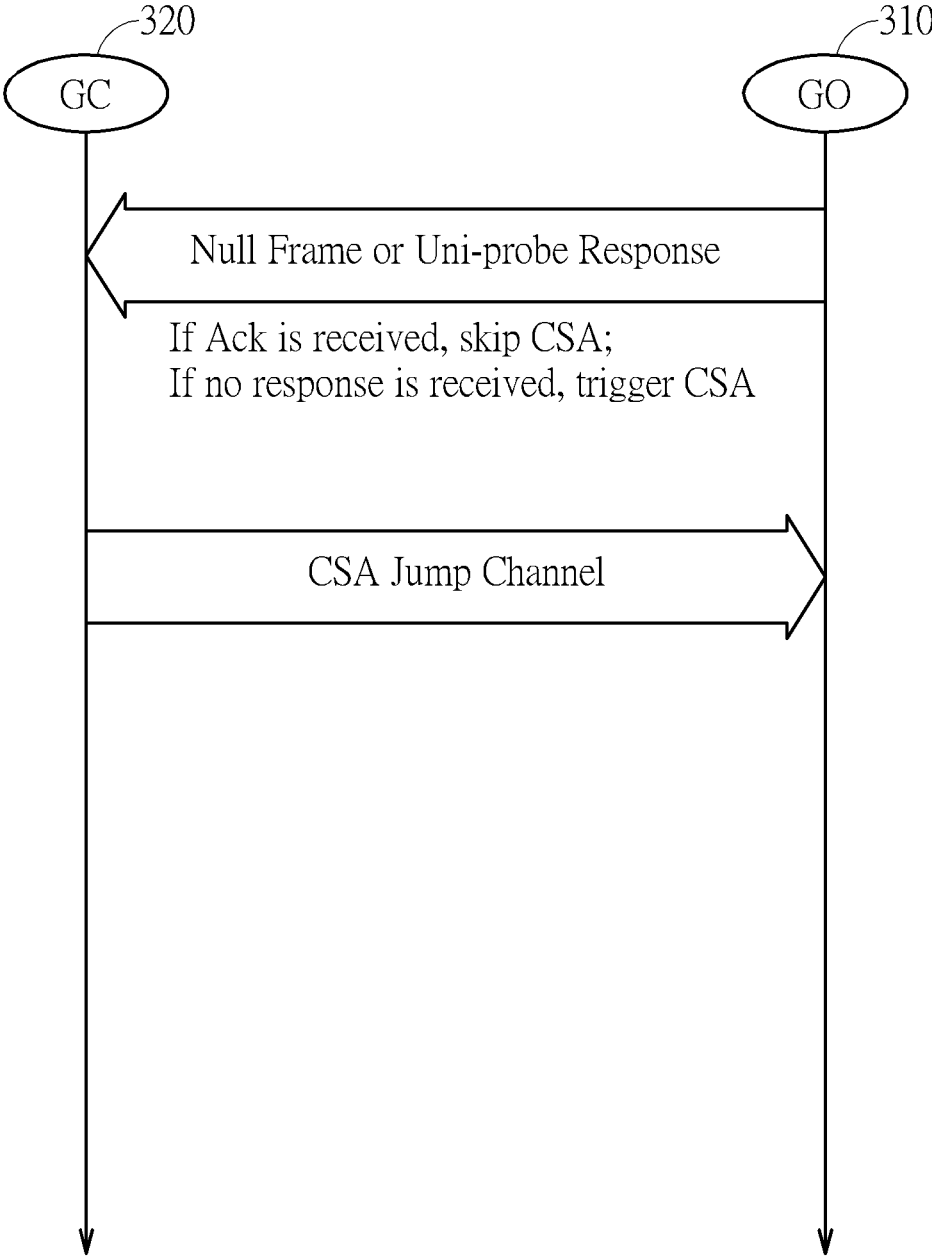 320
310
GC
GO
Null Frame or Uni-probe Response
If Ack is received, skip CSA;
If no response is received, trigger CSA
CSA Jump Channel